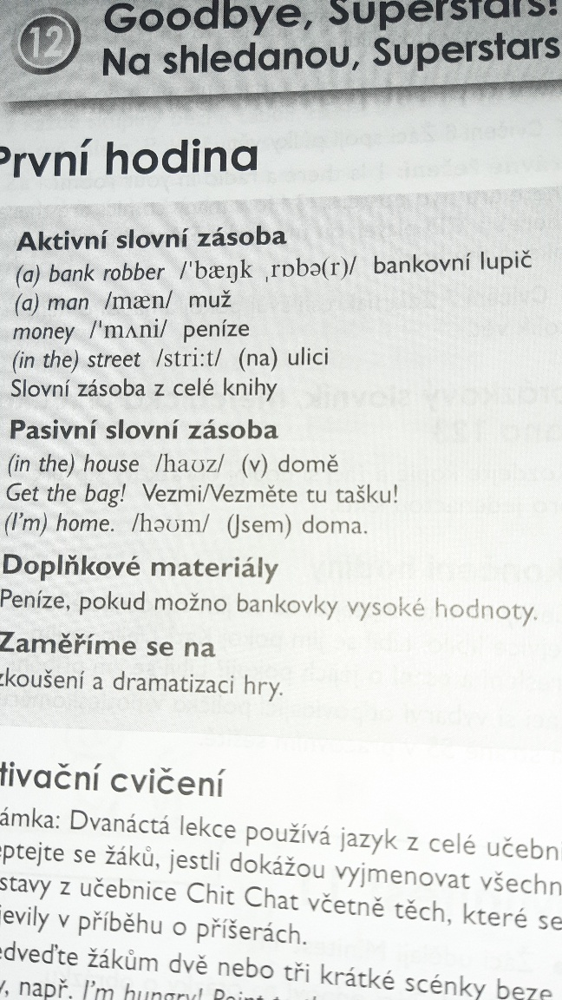 12
Goodbye, Superstars!
Na shledanou, Superstars
První hodina
Aktivní slovní zásoba
(a) bank robber /ˈbæŋk ˌrɒbə(r)/ bankovní lupič
(a) man /mæn/ muž
money /ˈmʌni/ peníze
(in the) street /striːt/ (na) ulici
Slovní zásoba z celé knihy
Pasivní slovní zásoba
(in the) house /haʊz/ (v) domě
Get the bag! Vezmi/Vezměte tu tašku!
(I'm) home. /həʊm/ (Jsem) doma.
Doplňkové materiály
Peníze, pokud možno bankovky vysoké hodnoty.
Zaměříme se na
zkoušení a dramatizaci hry.
tivační cvičení
ámka: Dvanáctá lekce používá jazyk z celé učebni
eptejte se žáků, jestli dokážou vyjmenovat všechn
stavy z učebnice Chit Chat včetně těch, které se
jevily v příběhu o příšerách.
edveďte žákům dvě nebo tři krátké scénky beze
, např. I'm hungry!